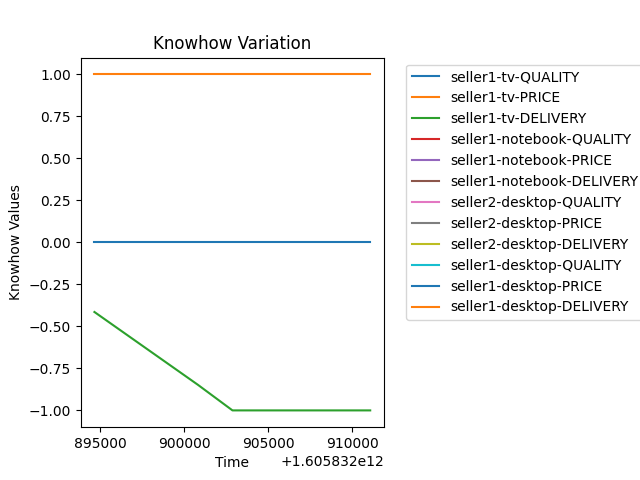 Knowhow Variation
Knowhow Values
1.00
0.75
0.50
0.25
0.00
−0.25
−0.50
−0.75
−1.00
895000 900000 905000 910000
Time
+1.605832e12
seller1-tv-QUALITY
seller1-tv-PRICE
seller1-tv-DELIVERY
seller1-notebook-QUALITY
seller1-notebook-PRICE
seller1-notebook-DELIVERY
seller2-desktop-QUALITY
seller2-desktop-PRICE
seller2-desktop-DELIVERY
seller1-desktop-QUALITY
seller1-desktop-PRICE
seller1-desktop-DELIVERY